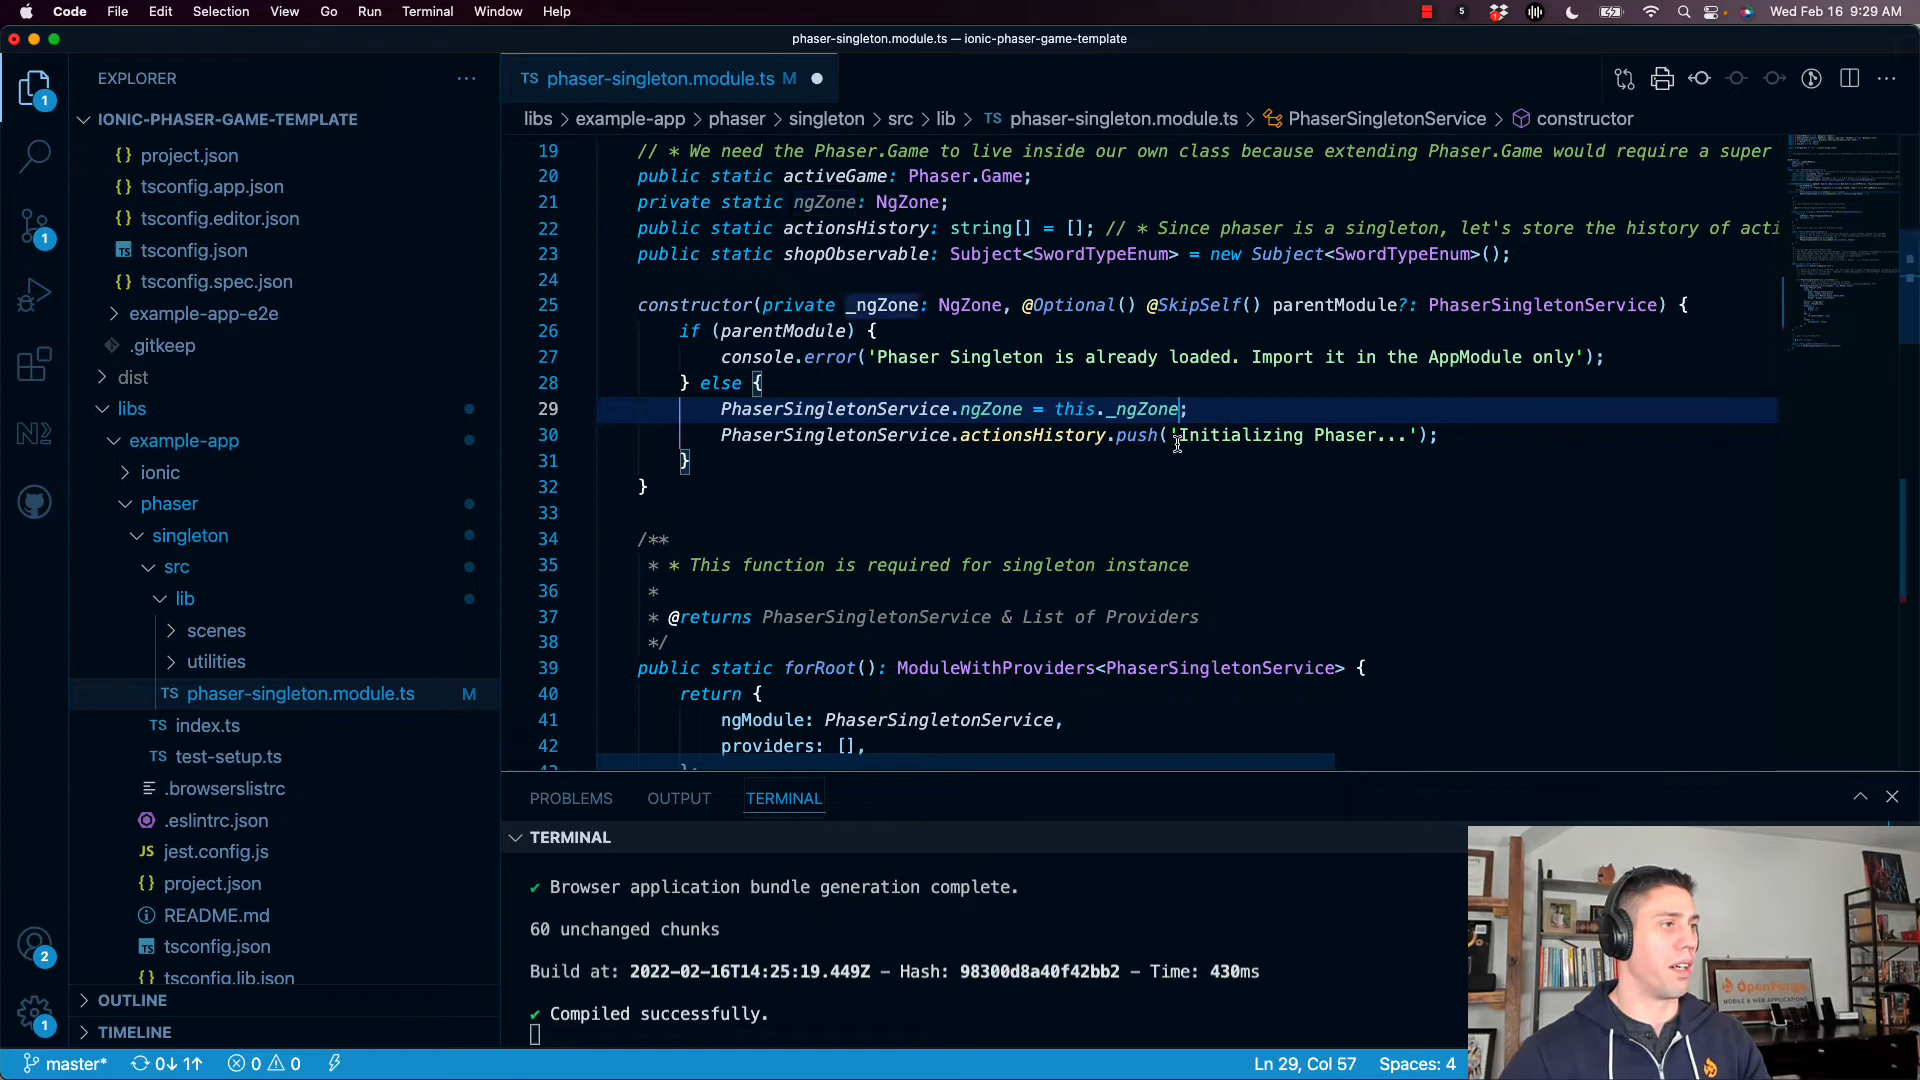 Code File Edit Selection View Go Run Terminal Window Help 5 1 Wed Feb 16 9:29 AM
phaser-singleton.module.ts — ionic-phaser-game-template
EXPLORER
TS phaser-singleton.module.ts M
libs > example-app > phaser > singleton > src > lib > TS phaser-singleton.module.ts > PhaserSingletonService > constructor
IONIC-PHASER-GAME-TEMPLATE
{} project.json
{} tsconfig.app.json
{} tsconfig.editor.json
TS tsconfig.json
{} tsconfig.spec.json
example-app-e2e
.gitkeep
dist
libs
example-app
ionic
phaser
singleton
src
lib
scenes
utilities
TS phaser-singleton.module.ts M
TS index.ts
TS test-setup.ts
.browserslistrc
.eslintrc.json
JS jest.config.js
{} project.json
README.md
TS tsconfig.json
tsconfig.lib.json
OUTLINE
TIMELINE
1
1
2
1
19 // * We need the Phaser.Game to live inside our own class because extending Phaser.Game would require a super
20 public static activeGame: Phaser.Game;
21 private static ngZone: NgZone;
22 public static actionsHistory: string[] = []; // * Since phaser is a singleton, let's store the history of acti
23 public static shopObservable: Subject<SwordTypeEnum> = new Subject<SwordTypeEnum>();
24
25 constructor(private _ngZone: NgZone, @Optional() @SkipSelf() parentModule?: PhaserSingletonService) {
26 if (parentModule) {
27 console.error('Phaser Singleton is already loaded. Import it in the AppModule only');
28 } else {
29 PhaserSingletonService.ngZone = this._ngZone;
30 PhaserSingletonService.actionsHistory.push('Initializing Phaser...');
31 }
32 }
33
34 /**
35 * * This function is required for singleton instance
36 *
37 * @returns PhaserSingletonService & List of Providers
38 */
39 public static forRoot(): ModuleWithProviders<PhaserSingletonService> {
40 return {
41 ngModule: PhaserSingletonService,
42 providers: [],
PROBLEMS OUTPUT TERMINAL
TERMINAL
✔ Browser application bundle generation complete.
60 unchanged chunks
Build at: 2022-02-16T14:25:19.449Z - Hash: 98300d8a40f42bb2 - Time: 430ms
✔ Compiled successfully.
OpenForge
MOBILE & WEB APPLICATIONS
master* 0↓ 1↑ 0 0 Ln 29, Col 57 Spaces: 4